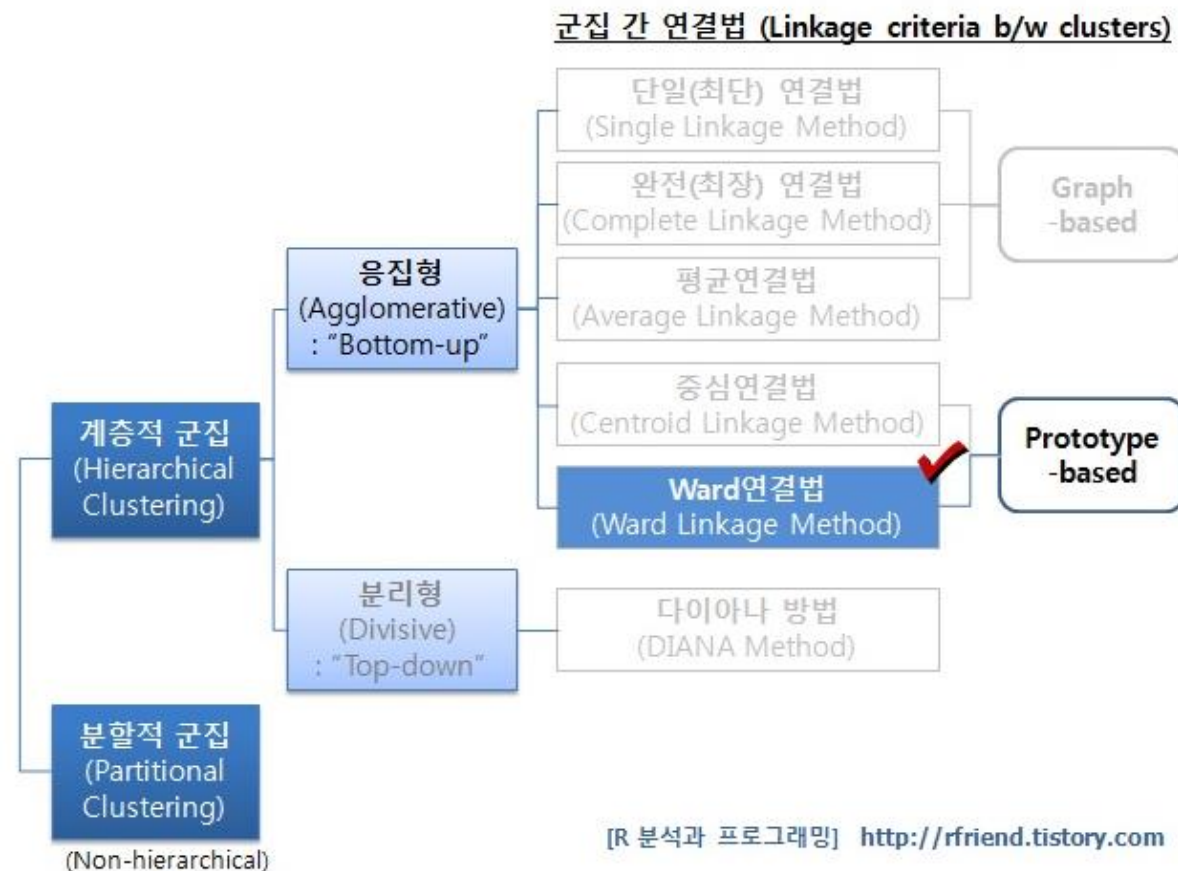 군집 간 연결법 (Linkage criteria b/w clusters)
단일(최단) 연결법
(Single Linkage Method)
완전(최장) 연결법
(Complete Linkage Method)
평균연결법
(Average Linkage Method)
Graph
-based
응집형
(Agglomerative)
: "Bottom-up"
중심연결법
(Centroid Linkage Method)
Ward연결법
(Ward Linkage Method)
Prototype
-based
계층적 군집
(Hierarchical
Clustering)
분리형
(Divisive)
: "Top-down"
다이아나 방법
(DIANA Method)
분할적 군집
(Partitional
Clustering)
(Non-hierarchical)
[R 분석과 프로그래밍] http://rfriend.tistory.com